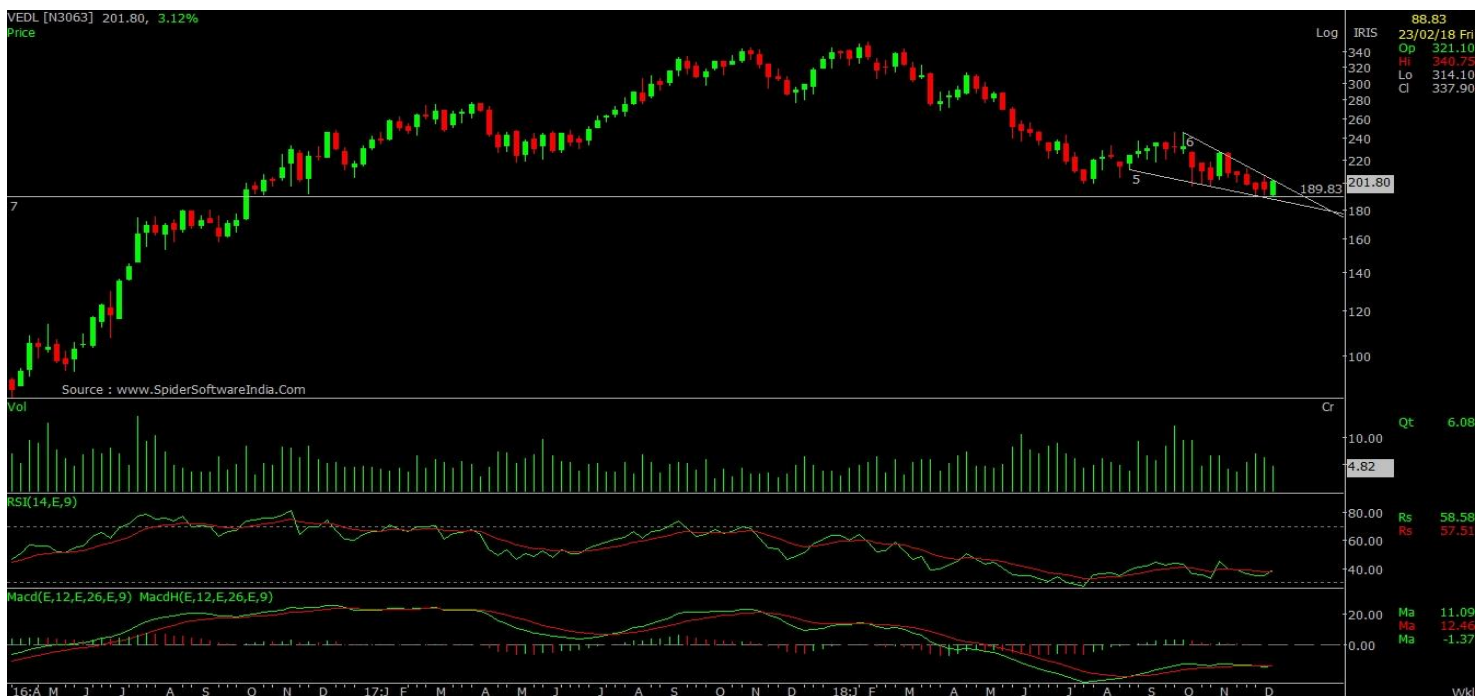 VEDL [N3063] 201.80, 3.12%
Price
Log
IRIS
88.83
23/02/18 Fri
Op 321.10
Hi 340.75
Lo 314.10
Cl 337.90
340
320
300
280
260
240
220
201.80
180
160
140
120
100
6
5
189.83
7
Source : www.SpiderSoftwareIndia.Com
Vol
Cr
10.00
4.82
Qt 6.08
RSI(14,E,9)
80.00
60.00
40.00
Rs 58.58
Rs 57.51
Macd(E,12,E,26,E,9) MacdH(E,12,E,26,E,9)
20.00
0.00
Ma 11.09
Ma 12.46
Ma -1.37
16:A M J J A S O N D 17:J F M A M J J A S O N D 18:J F M A M J J A S O N D